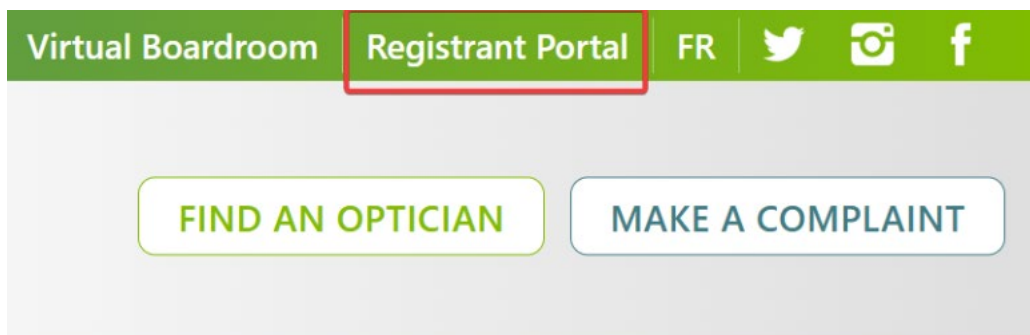 Virtual Boardroom Registrant Portal FR
FIND AN OPTICIAN MAKE A COMPLAINT